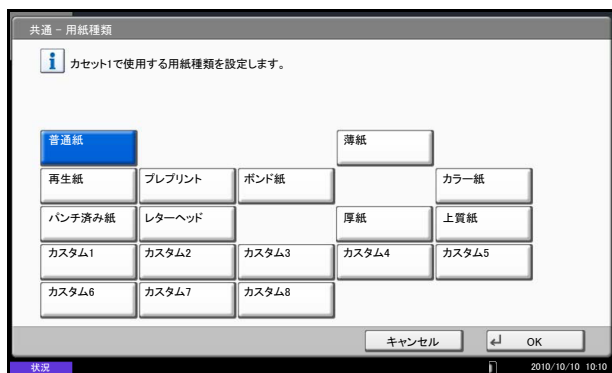 共通 - 用紙種類
カセット1で使用する用紙種類を設定します。
普通紙 薄紙
再生紙 プレプリント ボンド紙 カラー紙
パンチ済み紙 レターヘッド 厚紙 上質紙
カスタム1 カスタム2 カスタム3 カスタム4 カスタム5
カスタム6 カスタム7 カスタム8
キャンセル OK
状況 2010/10/10 10:10